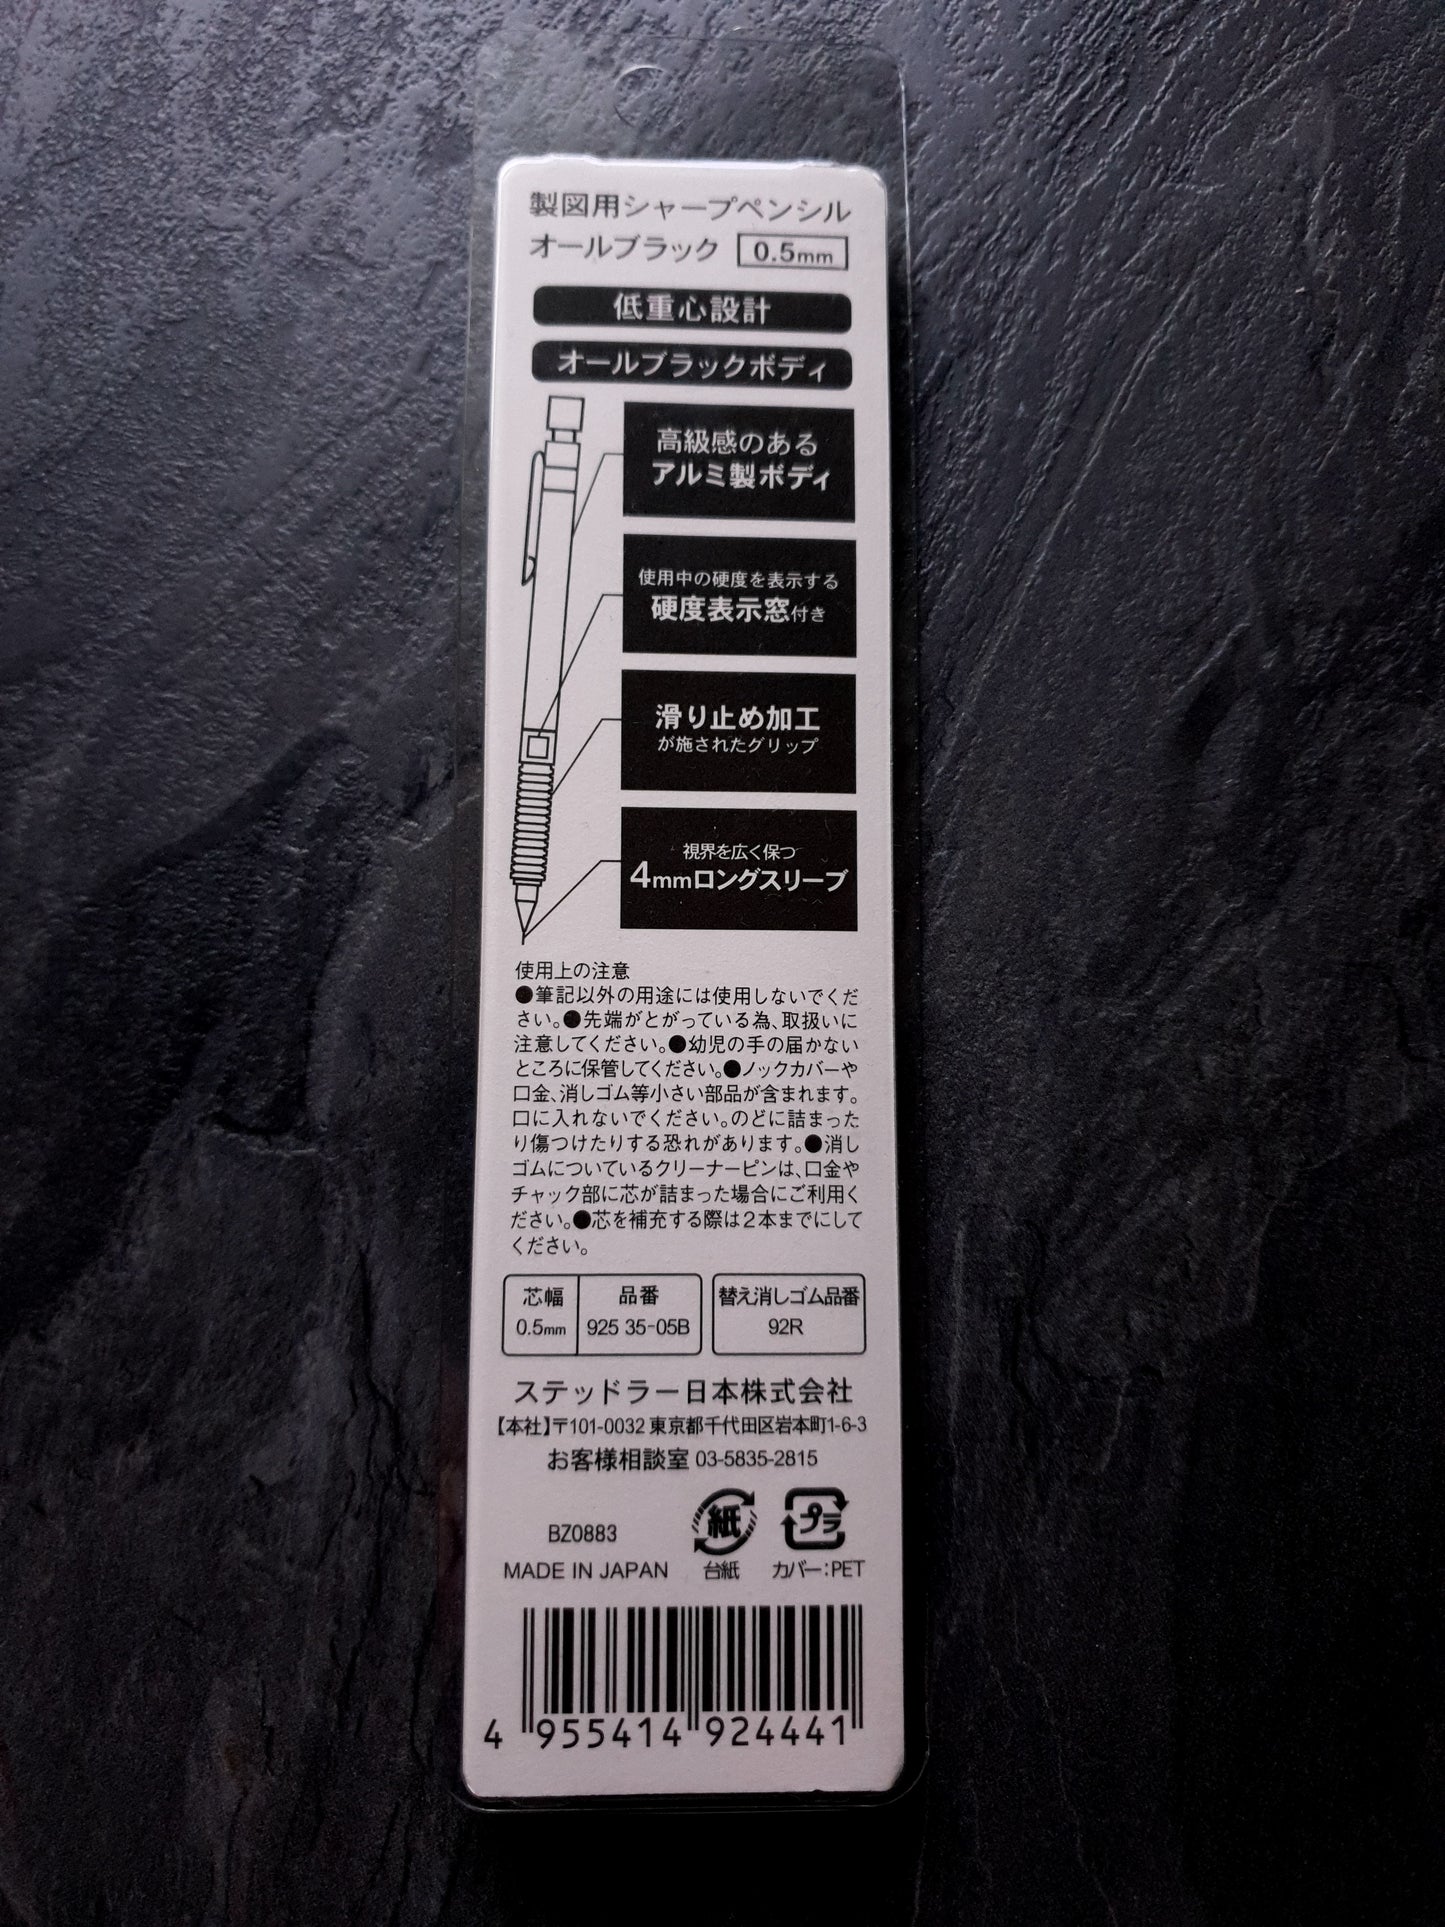 製図用シャープペンシル
オールブラック 0.5mm
低重心設計
オールブラックボディ
高級感のある
アルミ製ボディ
使用中の硬度を表示する
硬度表示窓付き
滑り止め加工
が施されたグリップ
視界を広く保つ
4mmロングスリーブ
使用上の注意
●筆記以外の用途には使用しないでくだ
さい。●先端がとがっている為、取扱いに
注意してください。●幼児の手の届かない
ところに保管してください。●ノックカバーや
口金、消しゴム等小さい部品が含まれます。
口に入れないでください。のどに詰まった
り傷つけたりする恐れがあります。●消し
ゴムについているクリーナーピンは、口金や
チャック部に芯が詰まった場合にご利用く
ださい。●芯を補充する際は2本までにして
ください。
芯幅 品番 替え消しゴム品番
0.5mm 925 35-05B 92R
ステッドラー日本株式会社
【本社】〒101-0032 東京都千代田区岩本町1-6-3
お客様相談室 03-5835-2815
紙 プラ
BZ0883
MADE IN JAPAN 台紙 カバー:PET
4 955414 924441